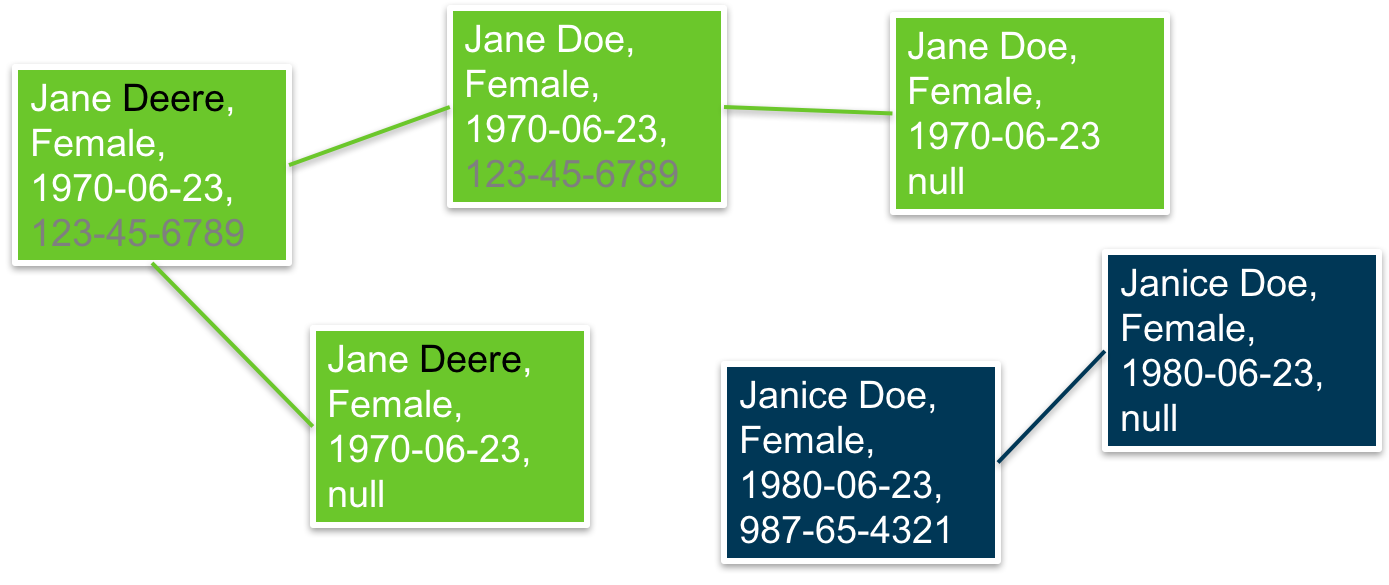 Jane Deere,
Female,
1970-06-23,
123-45-6789
Jane Doe,
Female,
1970-06-23,
123-45-6789
Jane Doe,
Female,
1970-06-23
null
Jane Deere,
Female,
1970-06-23,
null
Janice Doe,
Female,
1980-06-23,
987-65-4321
Janice Doe,
Female,
1980-06-23,
null